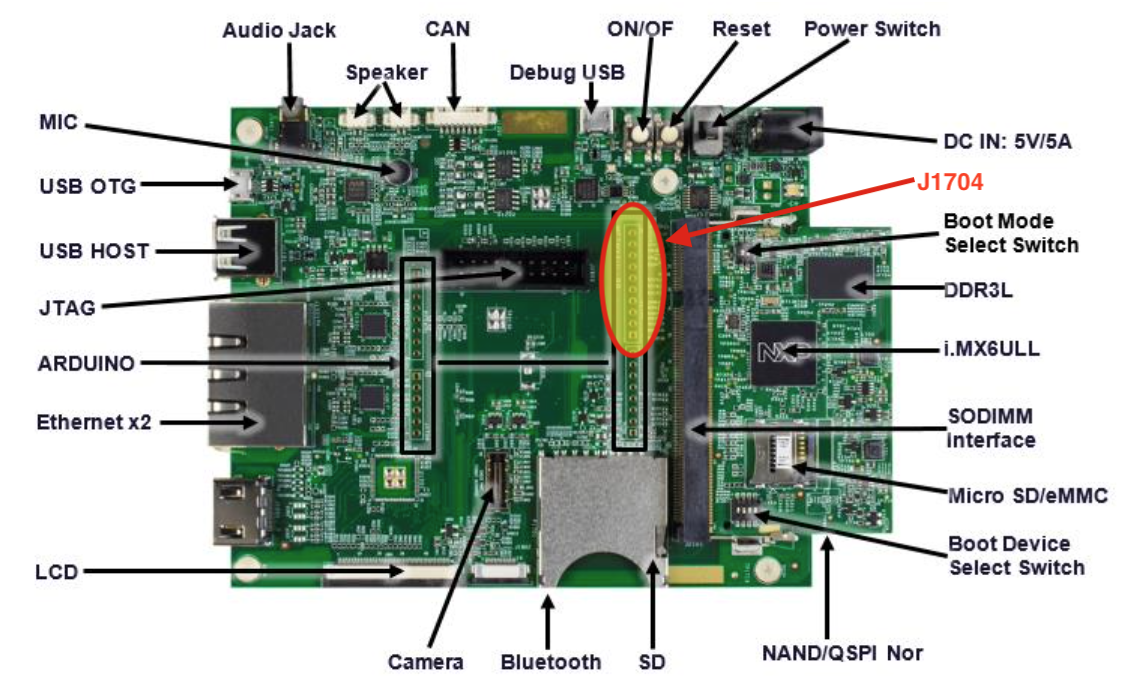 Audio Jack
CAN
ON/OF
Reset
Power Switch
Speaker
Debug USB
MIC
DC IN: 5V/5A
USB OTG
J1704
Boot Mode
Select Switch
USB HOST
DDR3L
JTAG
NXP
i.MX6ULL
ARDUINO
Ethernet x2
SODIMM
interface
Micro SD/eMMC
Boot Device
Select Switch
LCD
Camera
Bluetooth
SD
NAND/QSPI Nor